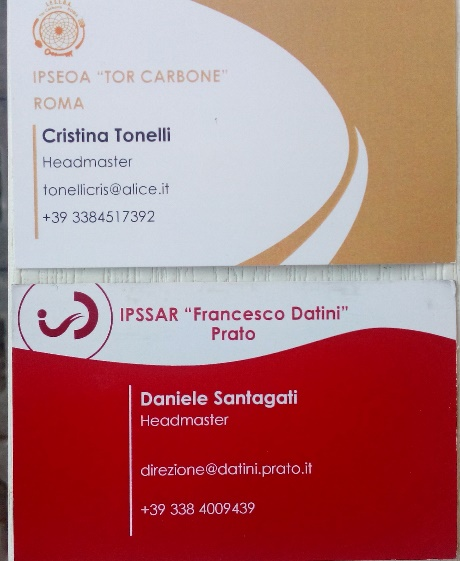 IPSEOA "TOR CARBONE"
ROMA
Cristina Tonelli
Headmaster
tonellicris@alice.it
+39 3384517392
IPSSAR "Francesco Datini"
Prato
Daniele Santagati
Headmaster
direzione@datini.prato.it
+39 338 4009439